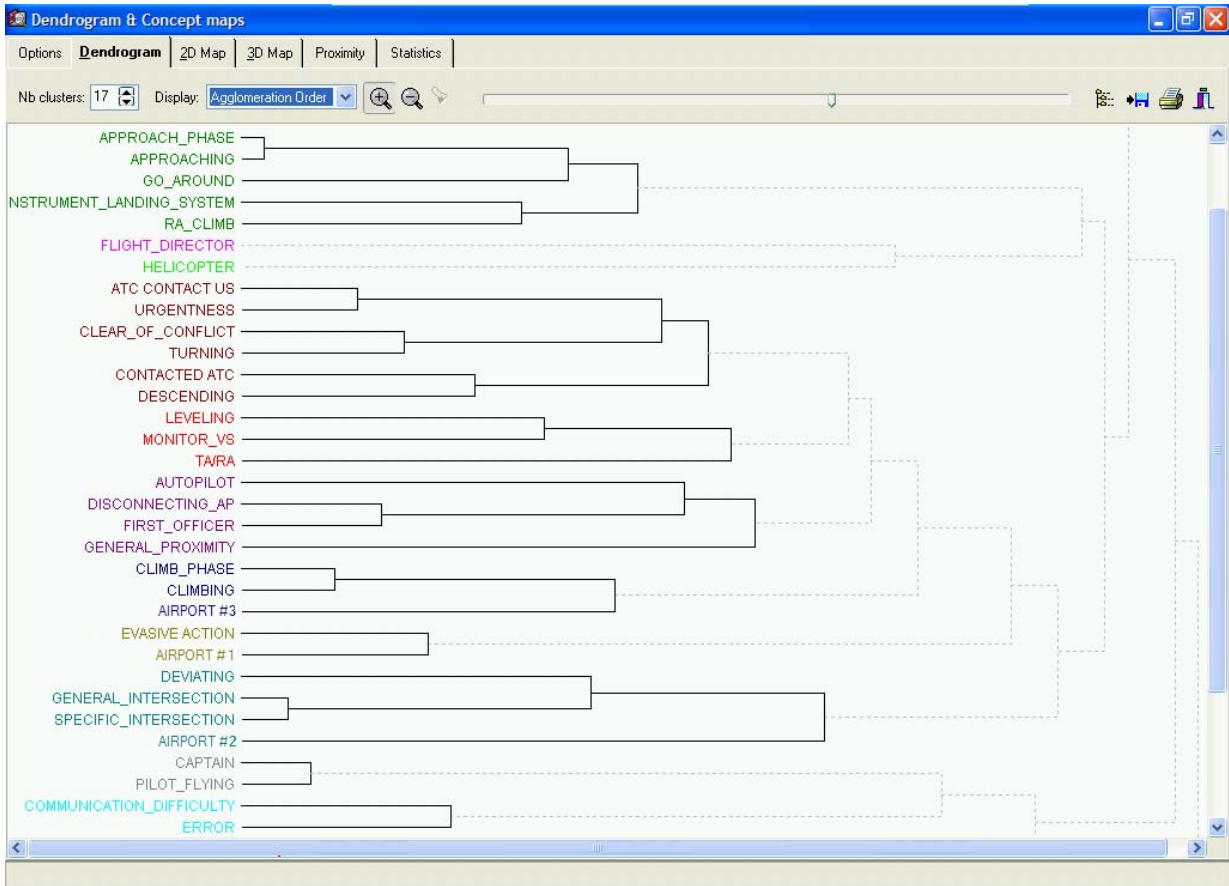 Dendrogram & Concept maps
Options Dendrogram 2D Map 3D Map Proximity Statistics
Nb clusters: 17 Display: Agglomeration Order
APPROACH_PHASE
APPROACHING
GO_AROUND
NSTRUMENT_LANDING_SYSTEM
RA_CLIMB
FLIGHT_DIRECTOR
HELICOPTER
ATC CONTACT US
URGENTNESS
CLEAR_OF_CONFLICT
TURNING
CONTACTED ATC
DESCENDING
LEVELING
MONITOR_VS
TA/RA
AUTOPILOT
DISCONNECTING_AP
FIRST_OFFICER
GENERAL_PROXIMITY
CLIMB_PHASE
CLIMBING
AIRPORT #3
EVASIVE ACTION
AIRPORT #1
DEVIATING
GENERAL_INTERSECTION
SPECIFIC_INTERSECTION
AIRPORT #2
CAPTAIN
PILOT_FLYING
COMMUNICATION_DIFFICULTY
ERROR